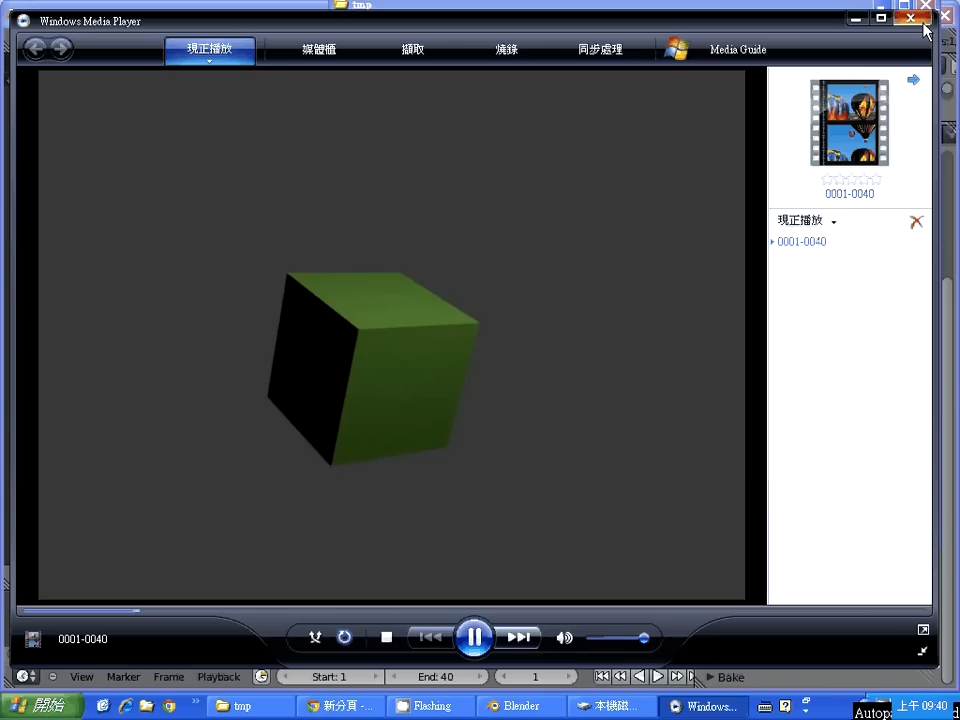 tmp
Windows Media Player
現正播放
媒體櫃
擷取
燒錄
同步處理
Media Guide
0001-0040
現正播放
0001-0040
0001-0040
View
Marker
Frame
Playback
Start: 1
End: 40
1
Bake
開始
tmp
新分頁 -...
Flashing
Blender
本機磁...
Windows...
上午 09:40